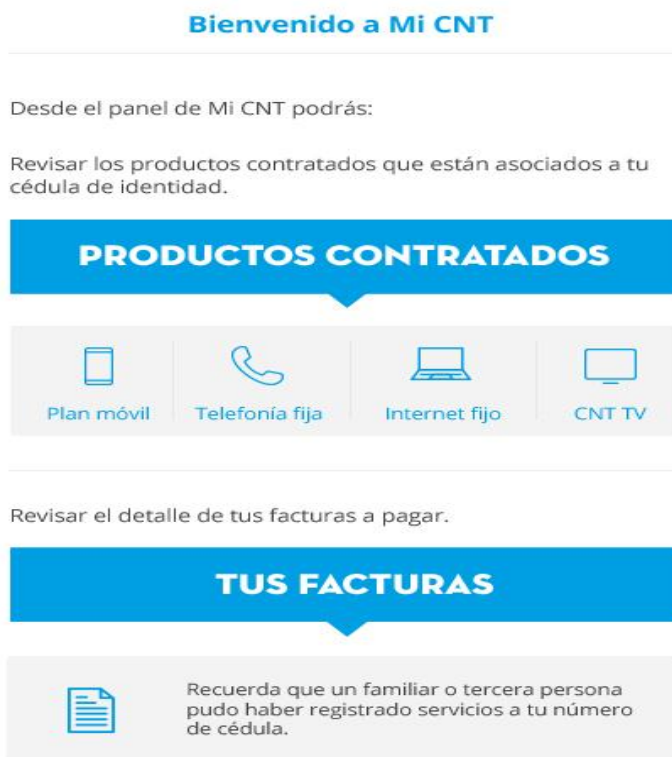 Bienvenido a Mi CNT
Desde el panel de Mi CNT podrás:
Revisar los productos contratados que están asociados a tu
cédula de identidad.
PRODUCTOS CONTRATADOS
Plan móvil
Telefonía fija
Internet fijo
CNT TV
Revisar el detalle de tus facturas a pagar.
TUS FACTURAS
Recuerda que un familiar o tercera persona
pudo haber registrado servicios a tu número
de cédula.